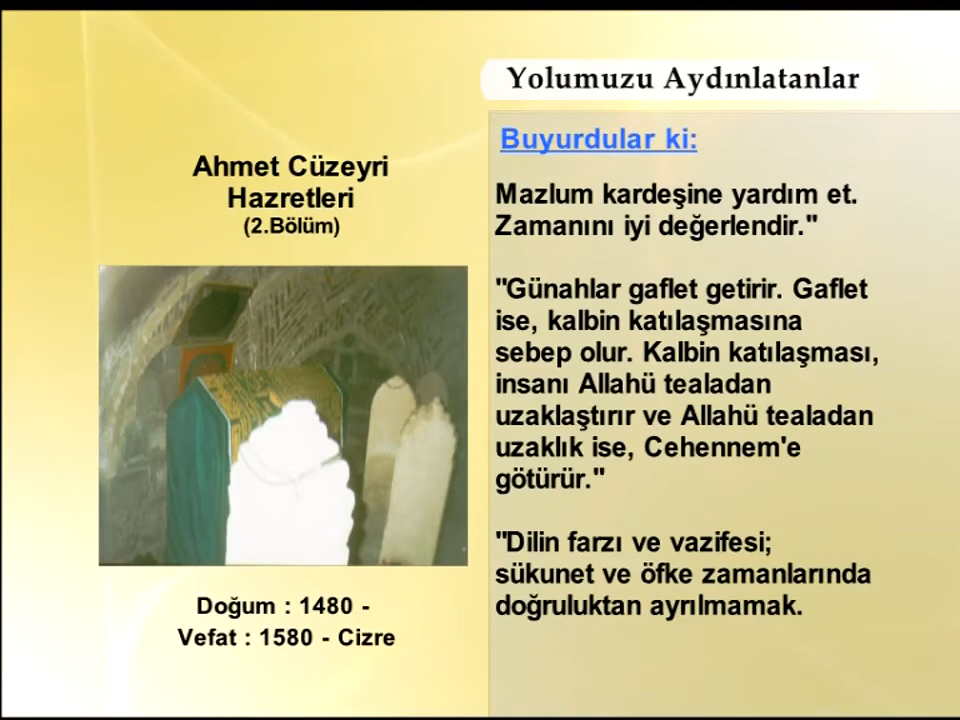 Yolumuzu Aydınlatanlar
Ahmet Cüzeyri
Hazretleri
(2.Bölüm)
Doğum : 1480 -
Vefat : 1580 - Cizre
Buyurdular ki:
Mazlum kardeşine yardım et.
Zamanını iyi değerlendir."
"Günahlar gaflet getirir. Gaflet
ise, kalbin katılaşmasına
sebep olur. Kalbin katılaşması,
insanı Allahü tealadan
uzaklaştırır ve Allahü tealadan
uzaklık ise, Cehennem'e
götürür."
"Dilin farzı ve vazifesi;
sükunet ve öfke zamanlarında
doğruluktan ayrılmamak.